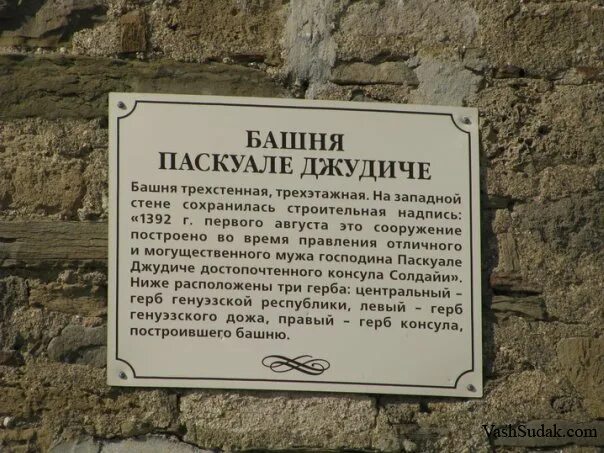 БАШНЯ
ПАСКУАЛЕ ДЖУДИЧЕ
Башня трехстенная, трехэтажная. На западной
стене сохранилась строительная надпись:
«1392 г. первого августа это сооружение
построено во время правления отличного
и могущественного мужа господина Паскуале
Джудиче достопочтенного консула Солдайи».
Ниже расположены три герба: центральный –
герб генуэзской республики, левый – герб
генуэзского дожа, правый – герб консула,
построившего башню.
VashSudak.com